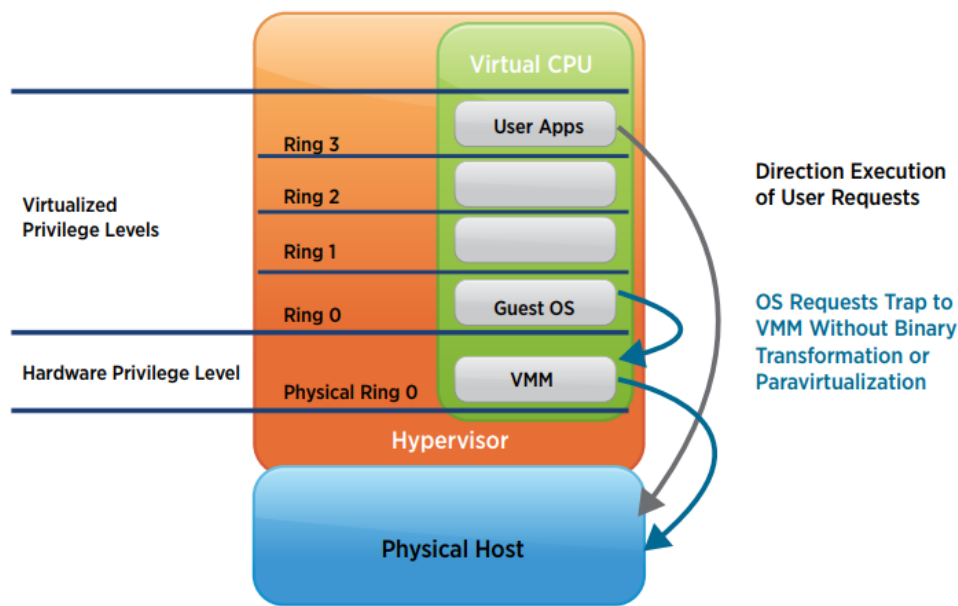 Virtual CPU
User Apps
Ring 3
Direction Execution
of User Requests
Ring 2
Virtualized
Privilege Levels
Ring 1
Guest OS
Ring 0
OS Requests Trap to
VMM Without Binary
Transformation or
Paravirtualization
Hardware Privilege Level
VMM
Physical Ring 0
Hypervisor
Physical Host